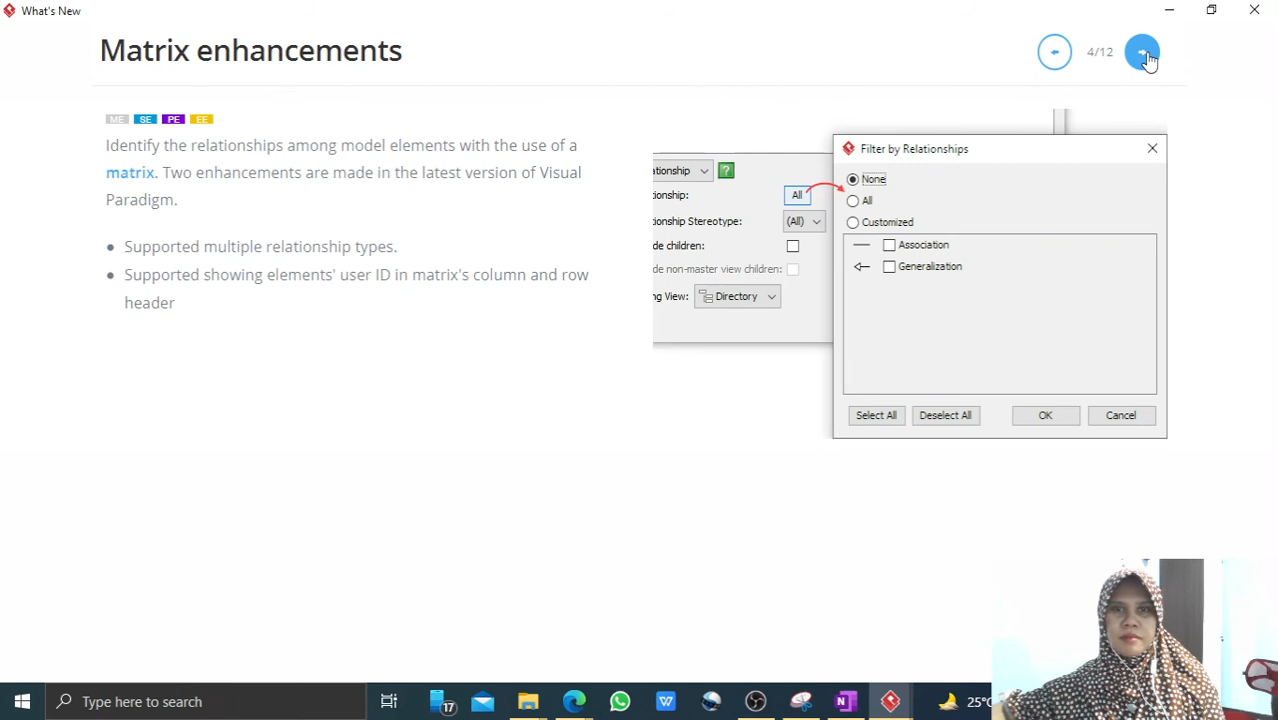 What's New
Matrix enhancements
4/12
ME SE PE EE
Identify the relationships among model elements with the use of a
matrix. Two enhancements are made in the latest version of Visual
Paradigm.
Supported multiple relationship types.
Supported showing elements' user ID in matrix's column and row
header
ationship
?
tionship:
All
ionship Stereotype:
(All)
de children:
de non-master view children:
ng View:
Directory
Filter by Relationships
None
All
Customized
Association
Generalization
Select All
Deselect All
OK
Cancel
Type here to search
17
25°C